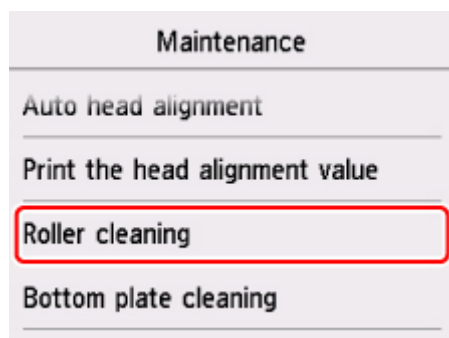 Maintenance
Auto head alignment
Print the head alignment value
Roller cleaning
Bottom plate cleaning